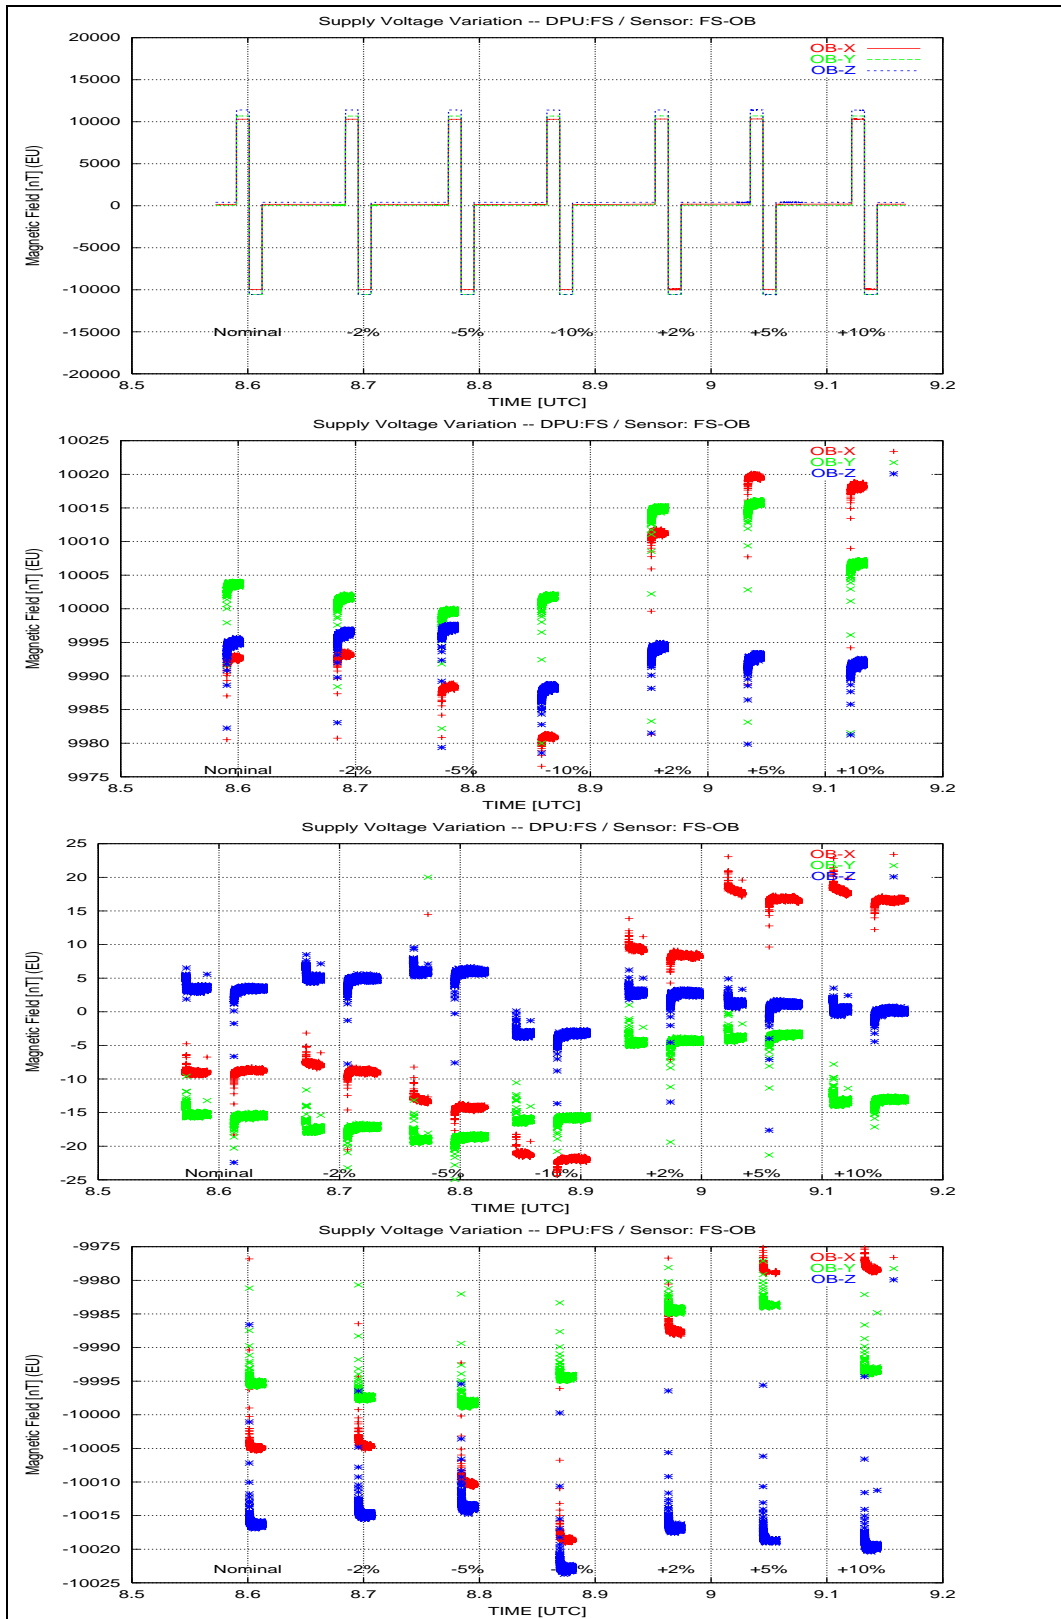 Supply Voltage Variation -- DPU:FS / Sensor: FS-OB
20000
15000
10000
5000
0
-5000
-10000
-15000
-20000
Magnetic Field [nT] (EU)
OB-X
OB-Y
OB-Z
Nominal -2% -5% -10% +2% +5% +10%
8.5 8.6 8.7 8.8 8.9 9 9.1 9.2
TIME [UTC]
Supply Voltage Variation -- DPU:FS / Sensor: FS-OB
10025
10020
10015
10010
10005
10000
9995
9990
9985
9980
9975
Magnetic Field [nT] (EU)
OB-X
OB-Y
OB-Z
Nominal -2% -5% -10% +2% +5% +10%
8.5 8.6 8.7 8.8 8.9 9 9.1 9.2
TIME [UTC]
Supply Voltage Variation -- DPU:FS / Sensor: FS-OB
25
20
15
10
5
0
-5
-10
-15
-20
-25
Magnetic Field [nT] (EU)
OB-X
OB-Y
OB-Z
Nominal -2% -5% -10% +2% +5% +10%
8.5 8.6 8.7 8.8 8.9 9 9.1 9.2
TIME [UTC]
Supply Voltage Variation -- DPU:FS / Sensor: FS-OB
-9975
-9980
-9985
-9990
-9995
-10000
-10005
-10010
-10015
-10020
-10025
Magnetic Field [nT] (EU)
OB-X
OB-Y
OB-Z
Nominal -2% -5% +2% +5% +10%
8.5 8.6 8.7 8.8 8.9 9 9.1 9.2
TIME [UTC]